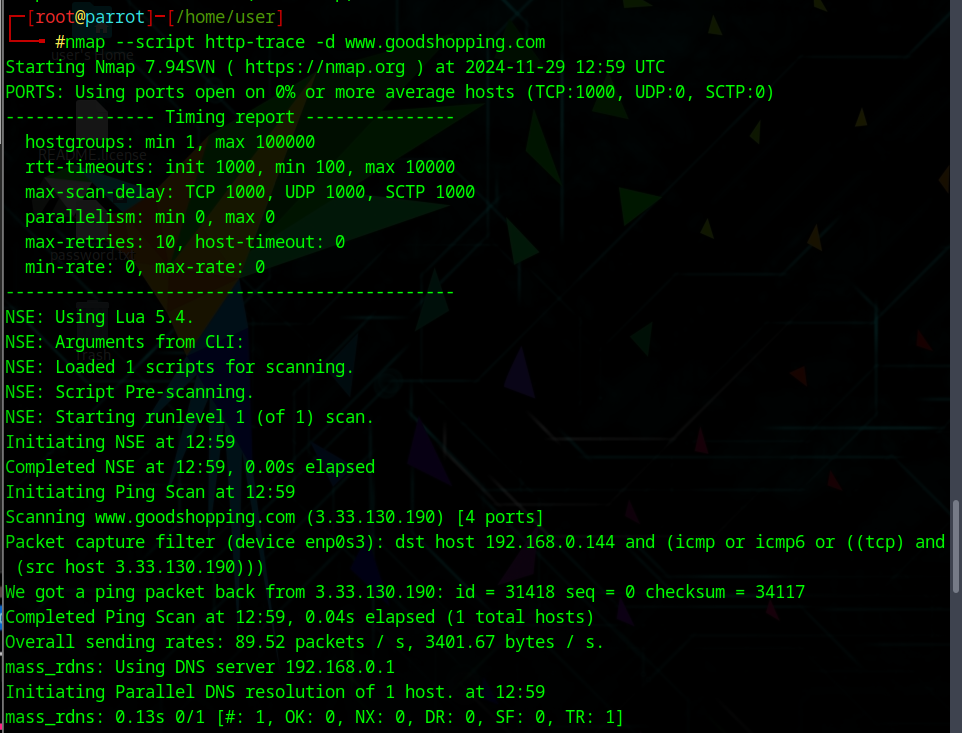 ┌─[root@parrot]─[/home/user]
└──╼ #nmap --script http-trace -d www.goodshopping.com
Starting Nmap 7.94SVN ( https://nmap.org ) at 2024-11-29 12:59 UTC
PORTS: Using ports open on 0% or more average hosts (TCP:1000, UDP:0, SCTP:0)
--------------- Timing report ---------------
  hostgroups: min 1, max 100000
  rtt-timeouts: init 1000, min 100, max 10000
  max-scan-delay: TCP 1000, UDP 1000, SCTP 1000
  parallelism: min 0, max 0
  max-retries: 10, host-timeout: 0
  min-rate: 0, max-rate: 0
---------------------------------------------
NSE: Using Lua 5.4.
NSE: Arguments from CLI:
NSE: Loaded 1 scripts for scanning.
NSE: Script Pre-scanning.
NSE: Starting runlevel 1 (of 1) scan.
Initiating NSE at 12:59
Completed NSE at 12:59, 0.00s elapsed
Initiating Ping Scan at 12:59
Scanning www.goodshopping.com (3.33.130.190) [4 ports]
Packet capture filter (device enp0s3): dst host 192.168.0.144 and (icmp or icmp6 or ((tcp) and
 (src host 3.33.130.190)))
We got a ping packet back from 3.33.130.190: id = 31418 seq = 0 checksum = 34117
Completed Ping Scan at 12:59, 0.04s elapsed (1 total hosts)
Overall sending rates: 89.52 packets / s, 3401.67 bytes / s.
mass_rdns: Using DNS server 192.168.0.1
Initiating Parallel DNS resolution of 1 host. at 12:59
mass_rdns: 0.13s 0/1 [#: 1, OK: 0, NX: 0, DR: 0, SF: 0, TR: 1]